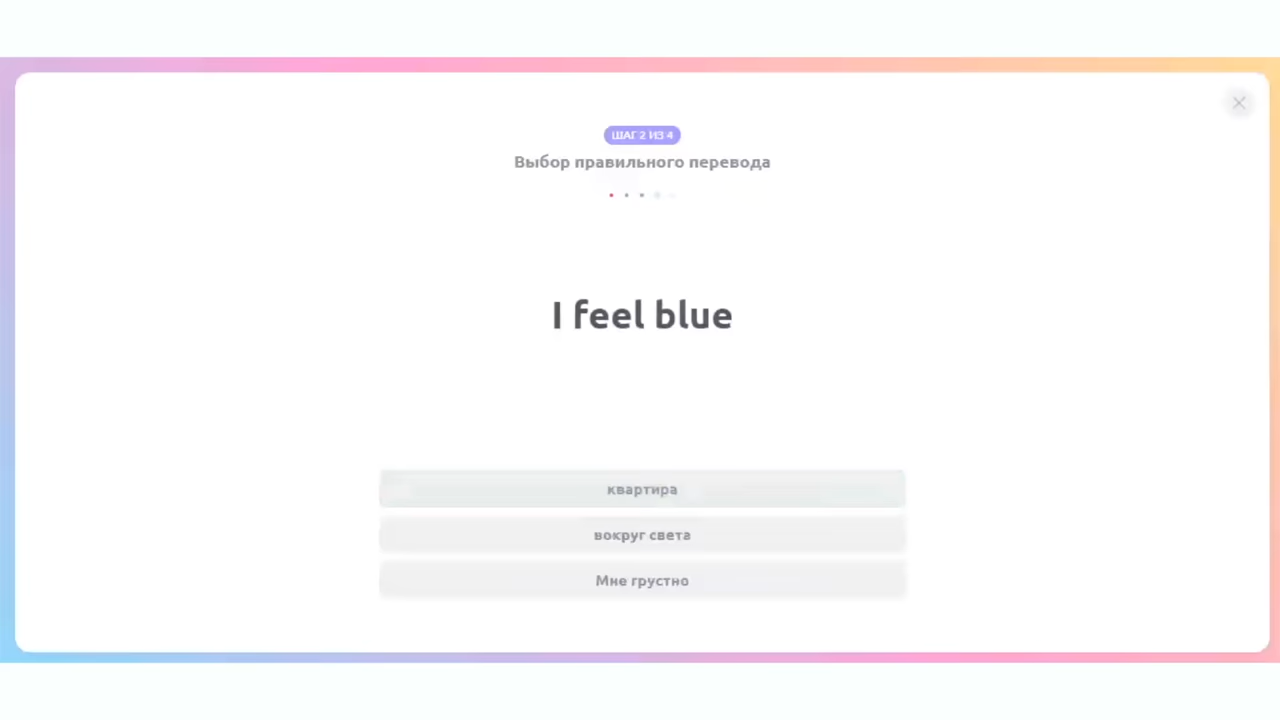 ШАГ 2 ИЗ 4
Выбор правильного перевода
I feel blue
квартира
вокруг света
Мне грустно